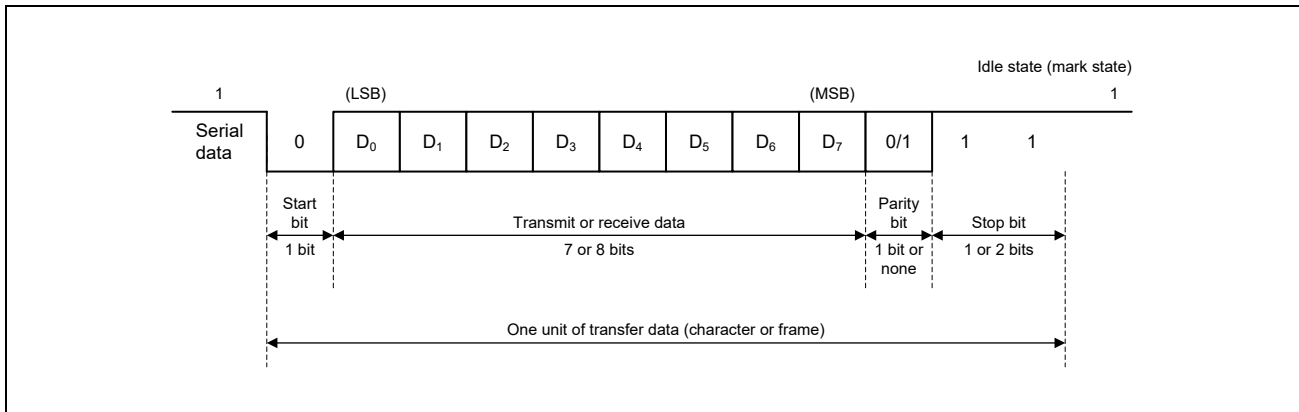 Idle state (mark state)
1 (LSB) (MSB) 1
Serial data 0 D₀ D₁ D₂ D₃ D₄ D₅ D₆ D₇ 0/1 1 1
Start bit
1 bit
Transmit or receive data
7 or 8 bits
Parity bit
1 bit or none
Stop bit
1 or 2 bits
One unit of transfer data (character or frame)